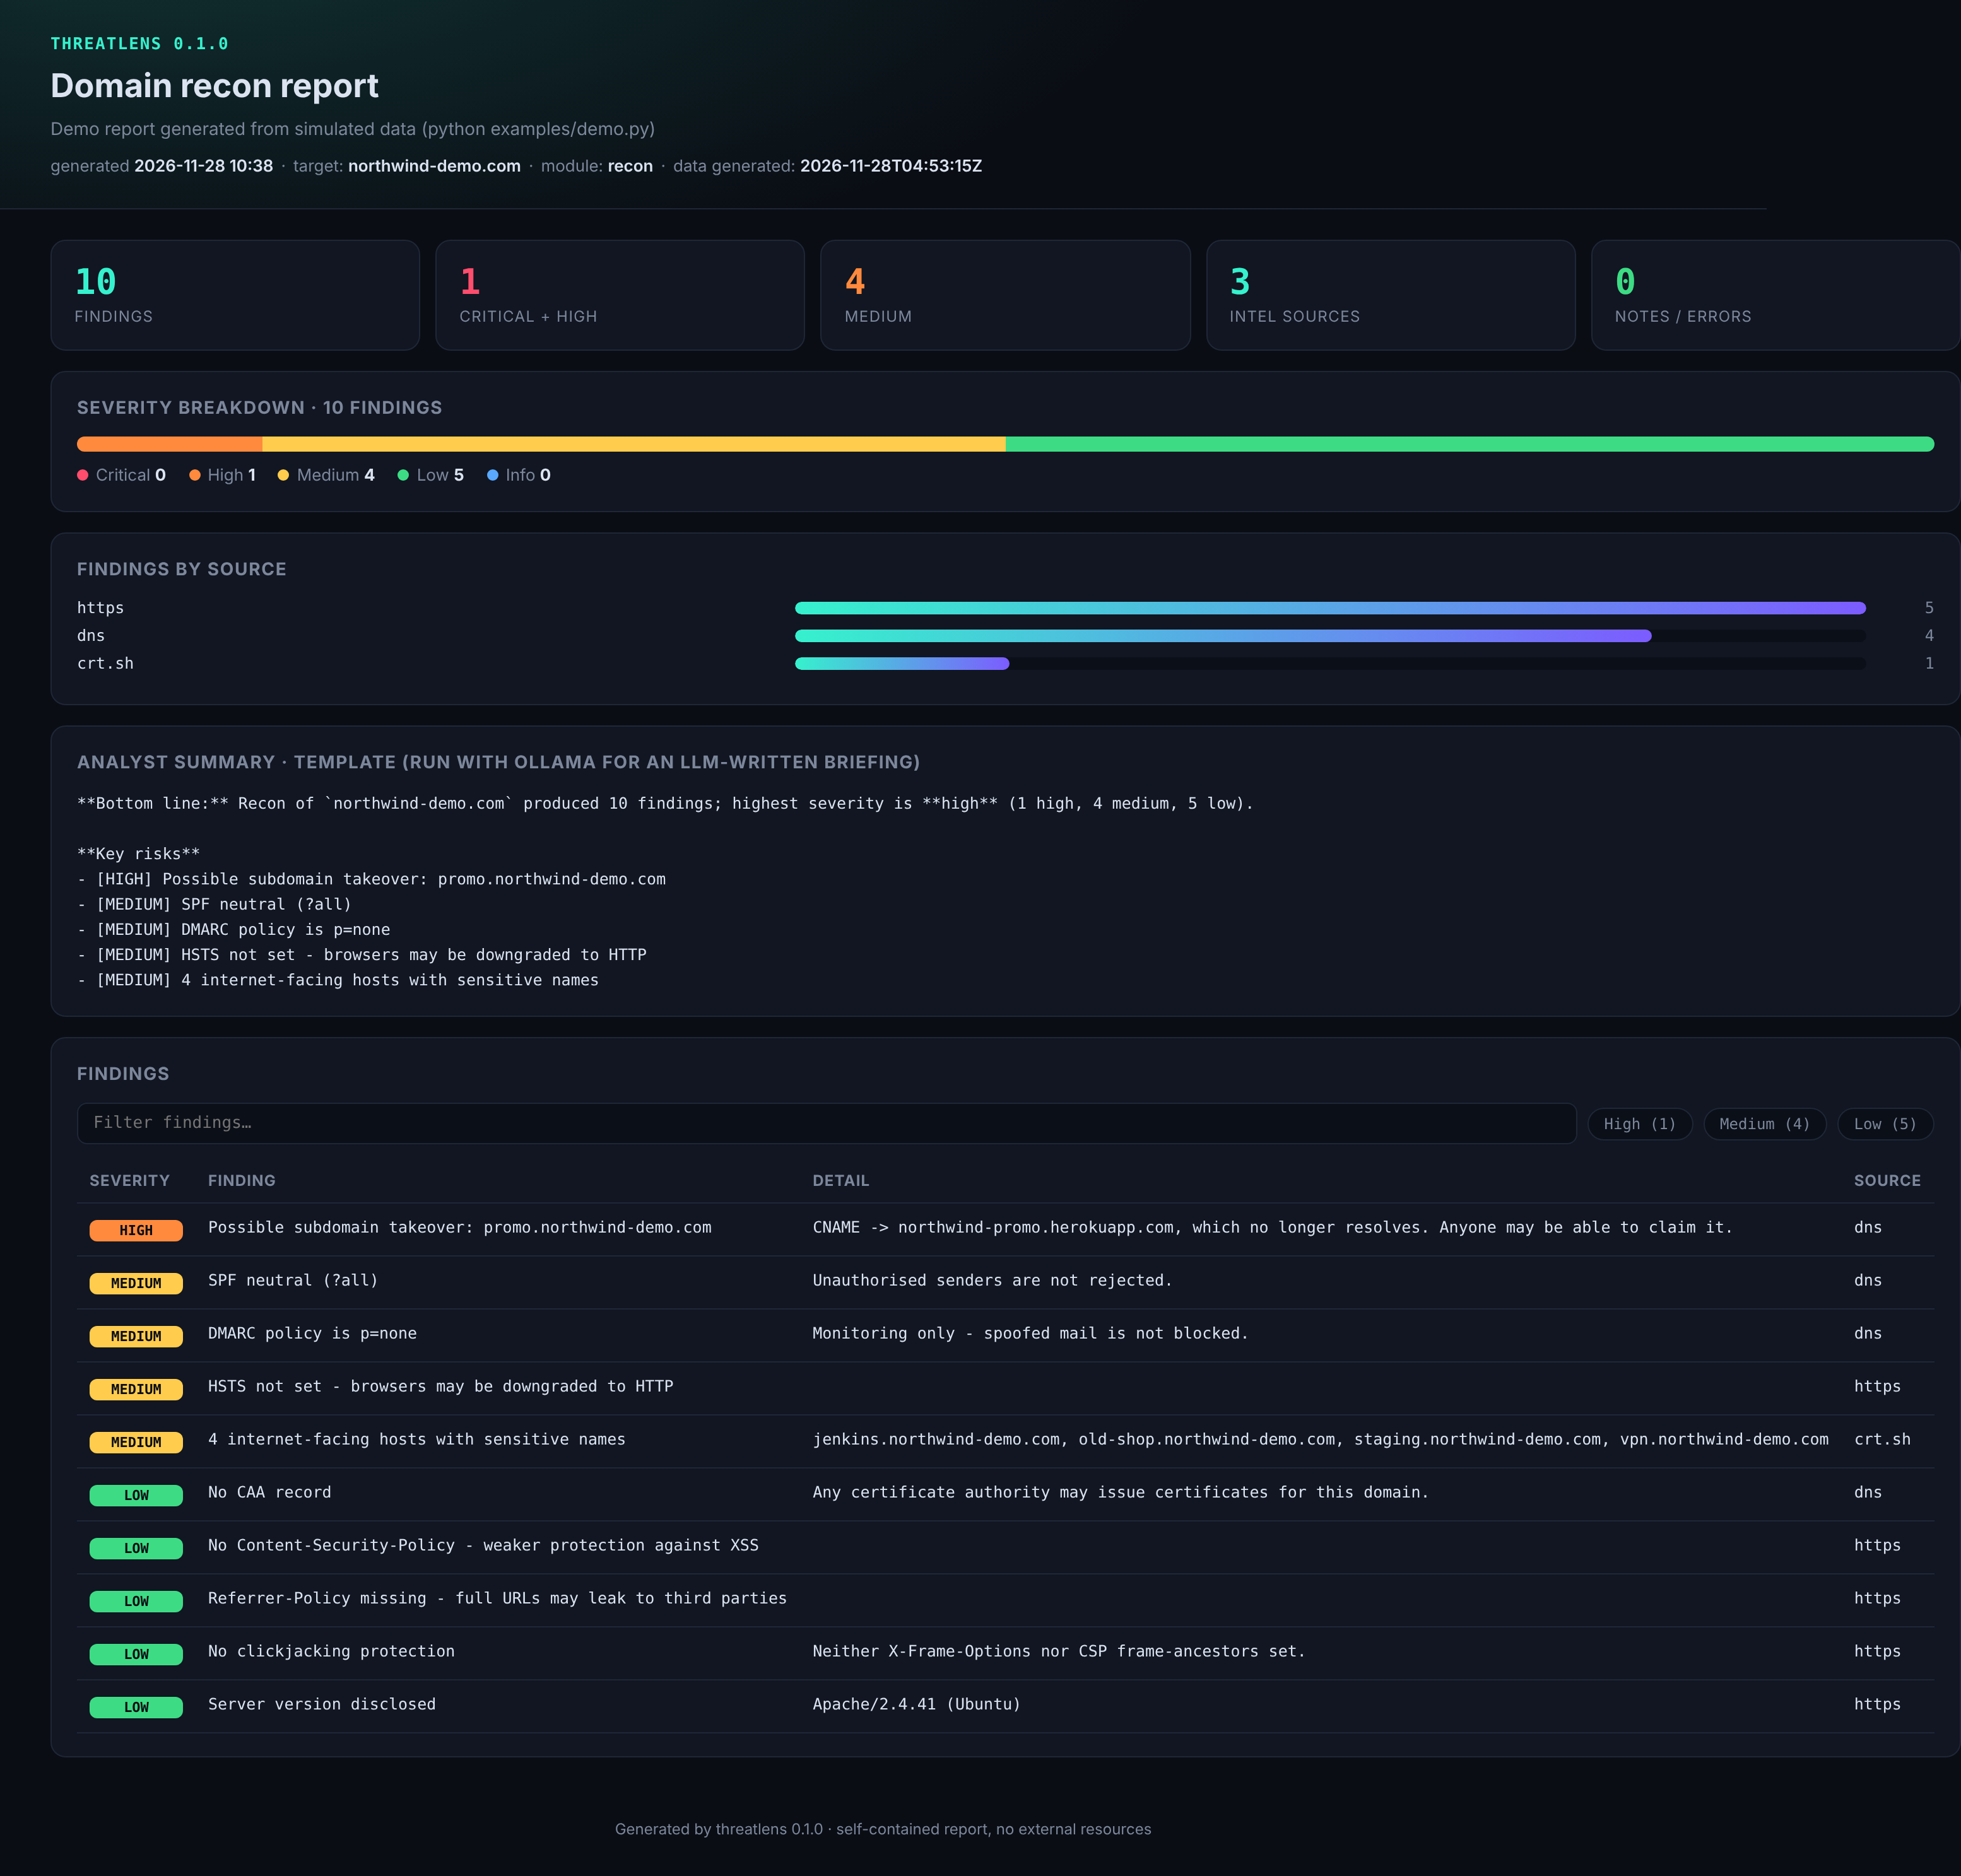 THREATLENS 0.1.0
Domain recon report
Demo report generated from simulated data (python examples/demo.py)
generated 2026-11-28 10:38 · target: northwind-demo.com · module: recon · data generated: 2026-11-28T04:53:15Z
10
FINDINGS
1
CRITICAL + HIGH
4
MEDIUM
3
INTEL SOURCES
0
NOTES / ERRORS
SEVERITY BREAKDOWN · 10 FINDINGS
Critical 0 High 1 Medium 4 Low 5 Info 0
FINDINGS BY SOURCE
https 5
dns 4
crt.sh 1
ANALYST SUMMARY · TEMPLATE (RUN WITH OLLAMA FOR AN LLM-WRITTEN BRIEFING)
**Bottom line:** Recon of `northwind-demo.com` produced 10 findings; highest severity is **high** (1 high, 4 medium, 5 low).
**Key risks**
- [HIGH] Possible subdomain takeover: promo.northwind-demo.com
- [MEDIUM] SPF neutral (?all)
- [MEDIUM] DMARC policy is p=none
- [MEDIUM] HSTS not set - browsers may be downgraded to HTTP
- [MEDIUM] 4 internet-facing hosts with sensitive names
FINDINGS
Filter findings… High (1) Medium (4) Low (5)
SEVERITY FINDING DETAIL SOURCE
HIGH Possible subdomain takeover: promo.northwind-demo.com CNAME -> northwind-promo.herokuapp.com, which no longer resolves. Anyone may be able to claim it. dns
MEDIUM SPF neutral (?all) Unauthorised senders are not rejected. dns
MEDIUM DMARC policy is p=none Monitoring only - spoofed mail is not blocked. dns
MEDIUM HSTS not set - browsers may be downgraded to HTTP https
MEDIUM 4 internet-facing hosts with sensitive names jenkins.northwind-demo.com, old-shop.northwind-demo.com, staging.northwind-demo.com, vpn.northwind-demo.com crt.sh
LOW No CAA record Any certificate authority may issue certificates for this domain. dns
LOW No Content-Security-Policy - weaker protection against XSS https
LOW Referrer-Policy missing - full URLs may leak to third parties https
LOW No clickjacking protection Neither X-Frame-Options nor CSP frame-ancestors set. https
LOW Server version disclosed Apache/2.4.41 (Ubuntu) https
Generated by threatlens 0.1.0 · self-contained report, no external resources